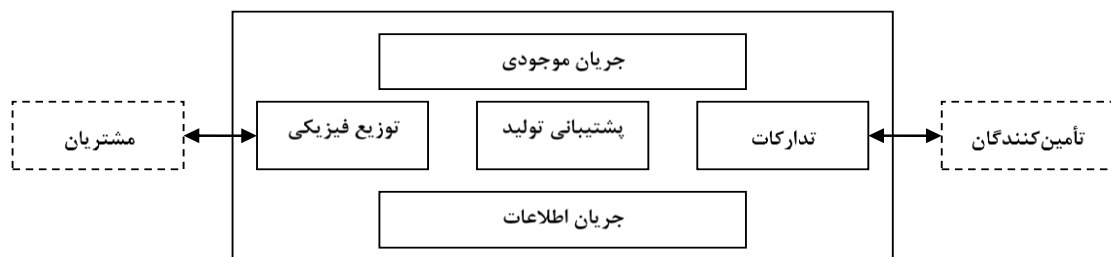 جریان موجودی
تأمین‌کنندگان
تدارکات
پشتیبانی تولید
توزیع فیزیکی
مشتریان
جریان اطلاعات